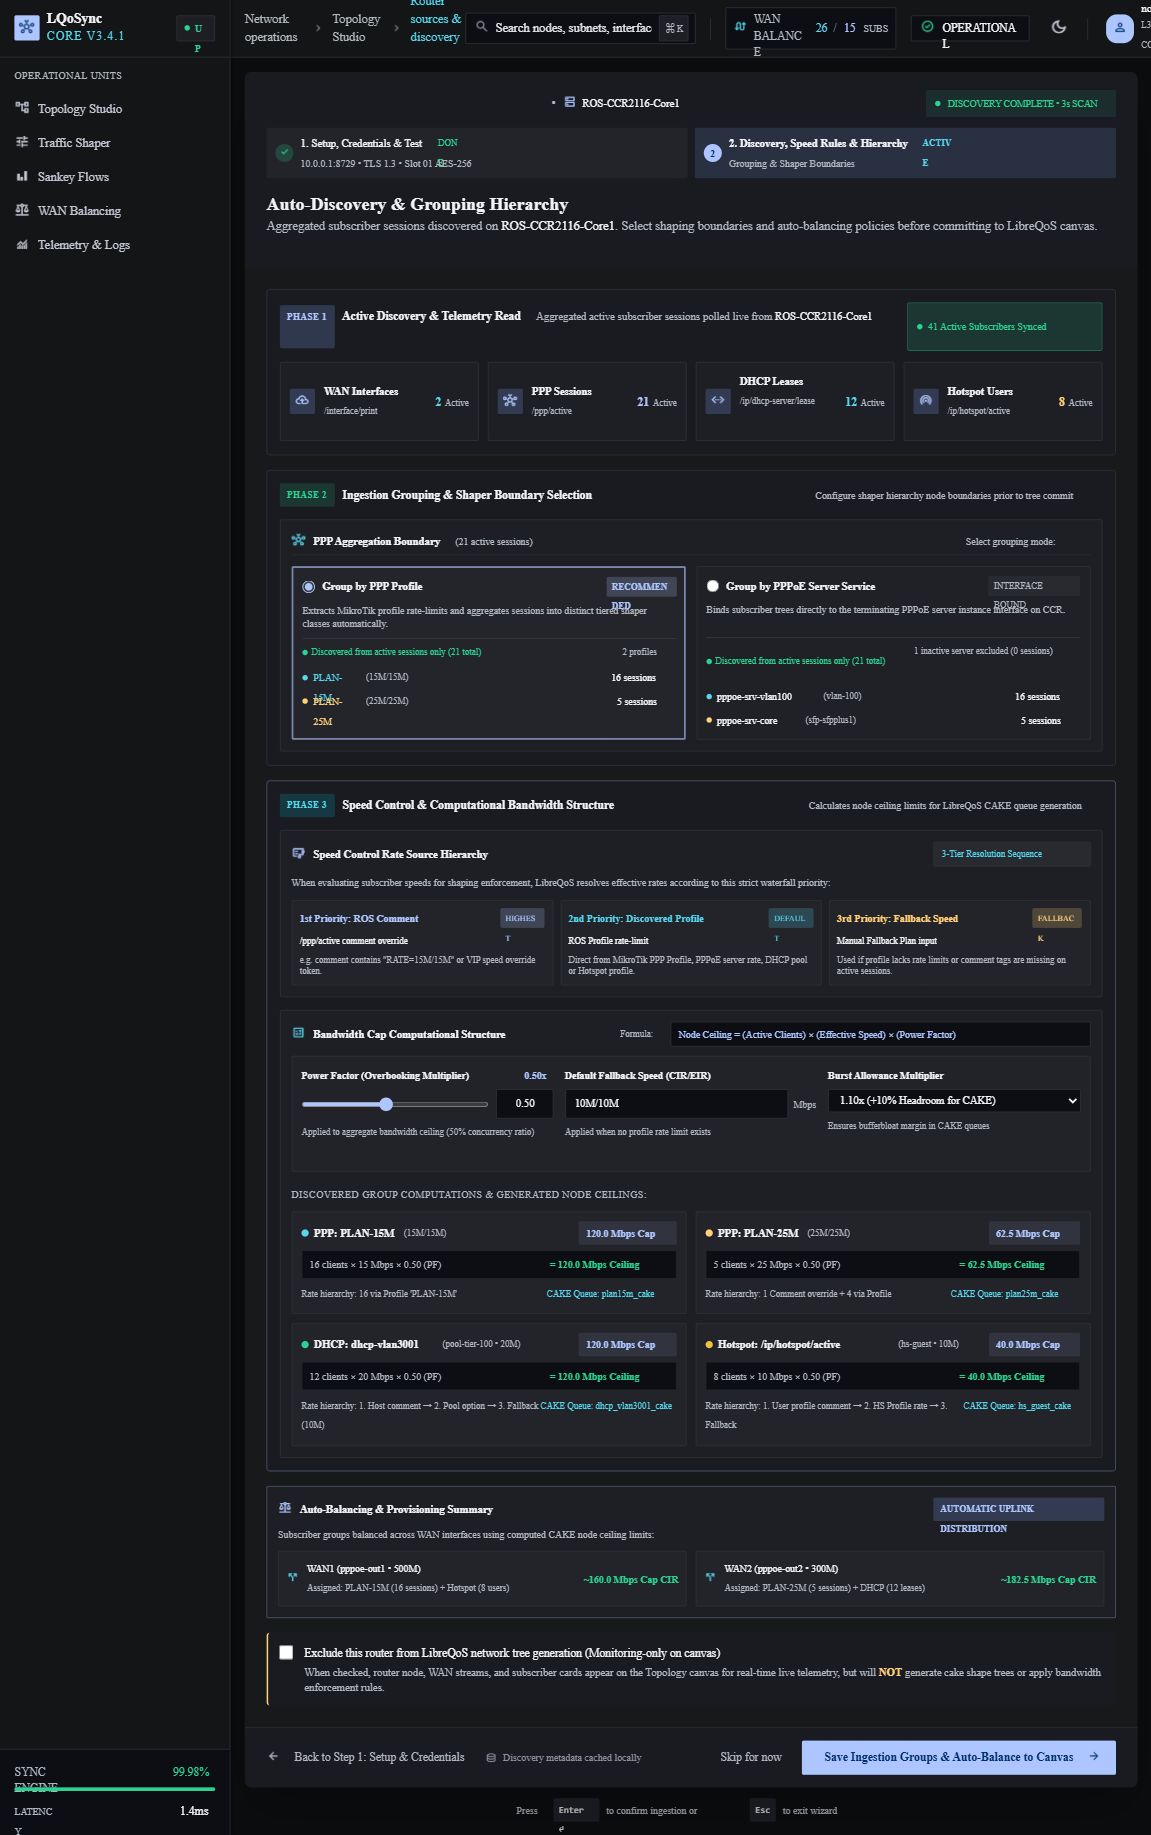 LQoSync
CORE V3.4.1
UP
Network operations
Topology Studio
Router sources & discovery
Search nodes, subnets, interfac
⌘K
WAN BALANCE
26 / 15 SUBS
OPERATIONAL
OPERATIONAL UNITS
Topology Studio
Traffic Shaper
Sankey Flows
WAN Balancing
Telemetry & Logs
• ROS-CCR2116-Core1
DISCOVERY COMPLETE • 3s SCAN
1. Setup, Credentials & Test
DONE
10.0.0.1:8729 • TLS 1.3 • Slot 01 AES-256
2
2. Discovery, Speed Rules & Hierarchy
ACTIVE
Grouping & Shaper Boundaries
Auto-Discovery & Grouping Hierarchy
Aggregated subscriber sessions discovered on ROS-CCR2116-Core1. Select shaping boundaries and auto-balancing policies before committing to LibreQoS canvas.
PHASE 1
Active Discovery & Telemetry Read
Aggregated active subscriber sessions polled live from ROS-CCR2116-Core1
41 Active Subscribers Synced
WAN Interfaces
/interface/print
2 Active
PPP Sessions
/ppp/active
21 Active
DHCP Leases
/ip/dhcp-server/lease
12 Active
Hotspot Users
/ip/hotspot/active
8 Active
PHASE 2
Ingestion Grouping & Shaper Boundary Selection
Configure shaper hierarchy node boundaries prior to tree commit
PPP Aggregation Boundary
(21 active sessions)
Select grouping mode:
Group by PPP Profile
RECOMMENDED
Extracts MikroTik profile rate-limits and aggregates sessions into distinct tiered shaper
classes automatically.
Discovered from active sessions only (21 total)
2 profiles
PLAN-15M
(15M/15M)
16 sessions
PLAN-25M
(25M/25M)
5 sessions
Group by PPPoE Server Service
INTERFACE BOUND
Binds subscriber trees directly to the terminating PPPoE server instance interface on CCR.
Discovered from active sessions only (21 total)
1 inactive server excluded (0 sessions)
pppoe-srv-vlan100
(vlan-100)
16 sessions
pppoe-srv-core
(sfp-sfpplus1)
5 sessions
PHASE 3
Speed Control & Computational Bandwidth Structure
Calculates node ceiling limits for LibreQoS CAKE queue generation
Speed Control Rate Source Hierarchy
3-Tier Resolution Sequence
When evaluating subscriber speeds for shaping enforcement, LibreQoS resolves effective rates according to this strict waterfall priority:
1st Priority: ROS Comment
HIGHEST
/ppp/active comment override
e.g. comment contains "RATE=15M/15M" or VIP speed override
token.
2nd Priority: Discovered Profile
DEFAULT
ROS Profile rate-limit
Direct from MikroTik PPP Profile, PPPoE server rate, DHCP pool
or Hotspot profile.
3rd Priority: Fallback Speed
FALLBACK
Manual Fallback Plan input
Used if profile lacks rate limits or comment tags are missing on
active sessions.
Bandwidth Cap Computational Structure
Formula:
Node Ceiling = (Active Clients) × (Effective Speed) × (Power Factor)
Power Factor (Overbooking Multiplier)
0.50x
0.50
Applied to aggregate bandwidth ceiling (50% concurrency ratio)
Default Fallback Speed (CIR/EIR)
10M/10M
Mbps
Applied when no profile rate limit exists
Burst Allowance Multiplier
1.10x (+10% Headroom for CAKE)
Ensures bufferbloat margin in CAKE queues
DISCOVERED GROUP COMPUTATIONS & GENERATED NODE CEILINGS:
PPP: PLAN-15M
(15M/15M)
120.0 Mbps Cap
16 clients × 15 Mbps × 0.50 (PF)
= 120.0 Mbps Ceiling
Rate hierarchy: 16 via Profile 'PLAN-15M'
CAKE Queue: plan15m_cake
PPP: PLAN-25M
(25M/25M)
62.5 Mbps Cap
5 clients × 25 Mbps × 0.50 (PF)
= 62.5 Mbps Ceiling
Rate hierarchy: 1 Comment override + 4 via Profile
CAKE Queue: plan25m_cake
DHCP: dhcp-vlan3001
(pool-tier-100 • 20M)
120.0 Mbps Cap
12 clients × 20 Mbps × 0.50 (PF)
= 120.0 Mbps Ceiling
Rate hierarchy: 1. Host comment → 2. Pool option → 3. Fallback
(10M)
CAKE Queue: dhcp_vlan3001_cake
Hotspot: /ip/hotspot/active
(hs-guest • 10M)
40.0 Mbps Cap
8 clients × 10 Mbps × 0.50 (PF)
= 40.0 Mbps Ceiling
Rate hierarchy: 1. User profile comment → 2. HS Profile rate → 3.
Fallback
CAKE Queue: hs_guest_cake
Auto-Balancing & Provisioning Summary
AUTOMATIC UPLINK DISTRIBUTION
Subscriber groups balanced across WAN interfaces using computed CAKE node ceiling limits:
WAN1 (pppoe-out1 • 500M)
Assigned: PLAN-15M (16 sessions) + Hotspot (8 users)
~160.0 Mbps Cap CIR
WAN2 (pppoe-out2 • 300M)
Assigned: PLAN-25M (5 sessions) + DHCP (12 leases)
~182.5 Mbps Cap CIR
Exclude this router from LibreQoS network tree generation (Monitoring-only on canvas)
When checked, router node, WAN streams, and subscriber cards appear on the Topology canvas for real-time live telemetry, but will NOT generate cake shape trees or apply bandwidth
enforcement rules.
Back to Step 1: Setup & Credentials
Discovery metadata cached locally
Skip for now
Save Ingestion Groups & Auto-Balance to Canvas
SYNC ENGINE
99.98%
LATENCY
1.4ms
Press Enter ↲ to confirm ingestion or Esc to exit wizard